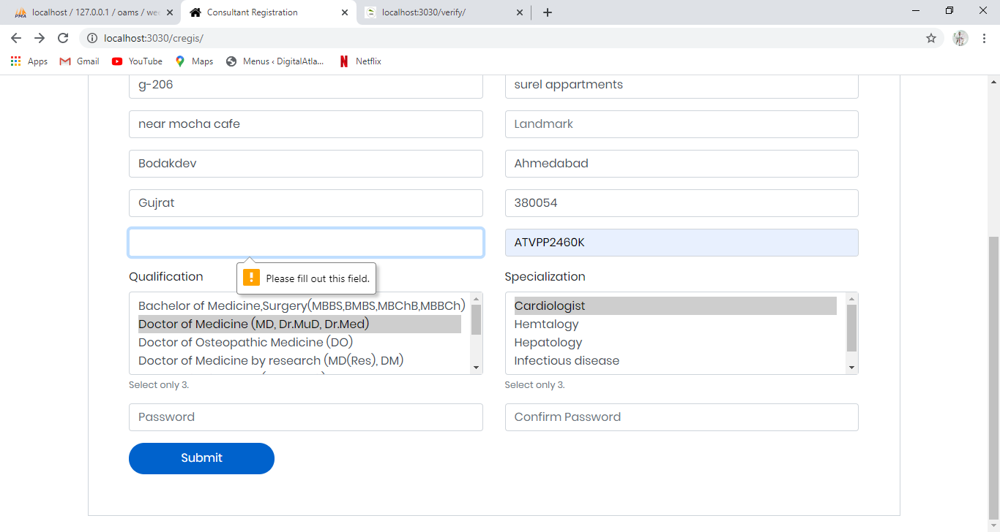 localhost / 127.0.0.1 / oams / wee
Consultant Registration
localhost:3030/verify/
localhost:3030/cregis/
Apps
Gmail
YouTube
Maps
Menus ‹ DigitalAtla...
Netflix
g-206
surel appartments
near mocha cafe
Landmark
Bodakdev
Ahmedabad
Gujrat
380054
ATVPP2460K
Please fill out this field.
Qualification
Specialization
Bachelor of Medicine,Surgery(MBBS,BMBS,MBChB,MBBCh)
Doctor of Medicine (MD, Dr.MuD, Dr.Med)
Doctor of Osteopathic Medicine (DO)
Doctor of Medicine by research (MD(Res), DM)
Cardiologist
Hemtalogy
Hepatology
Infectious disease
Select only 3.
Select only 3.
Password
Confirm Password
Submit